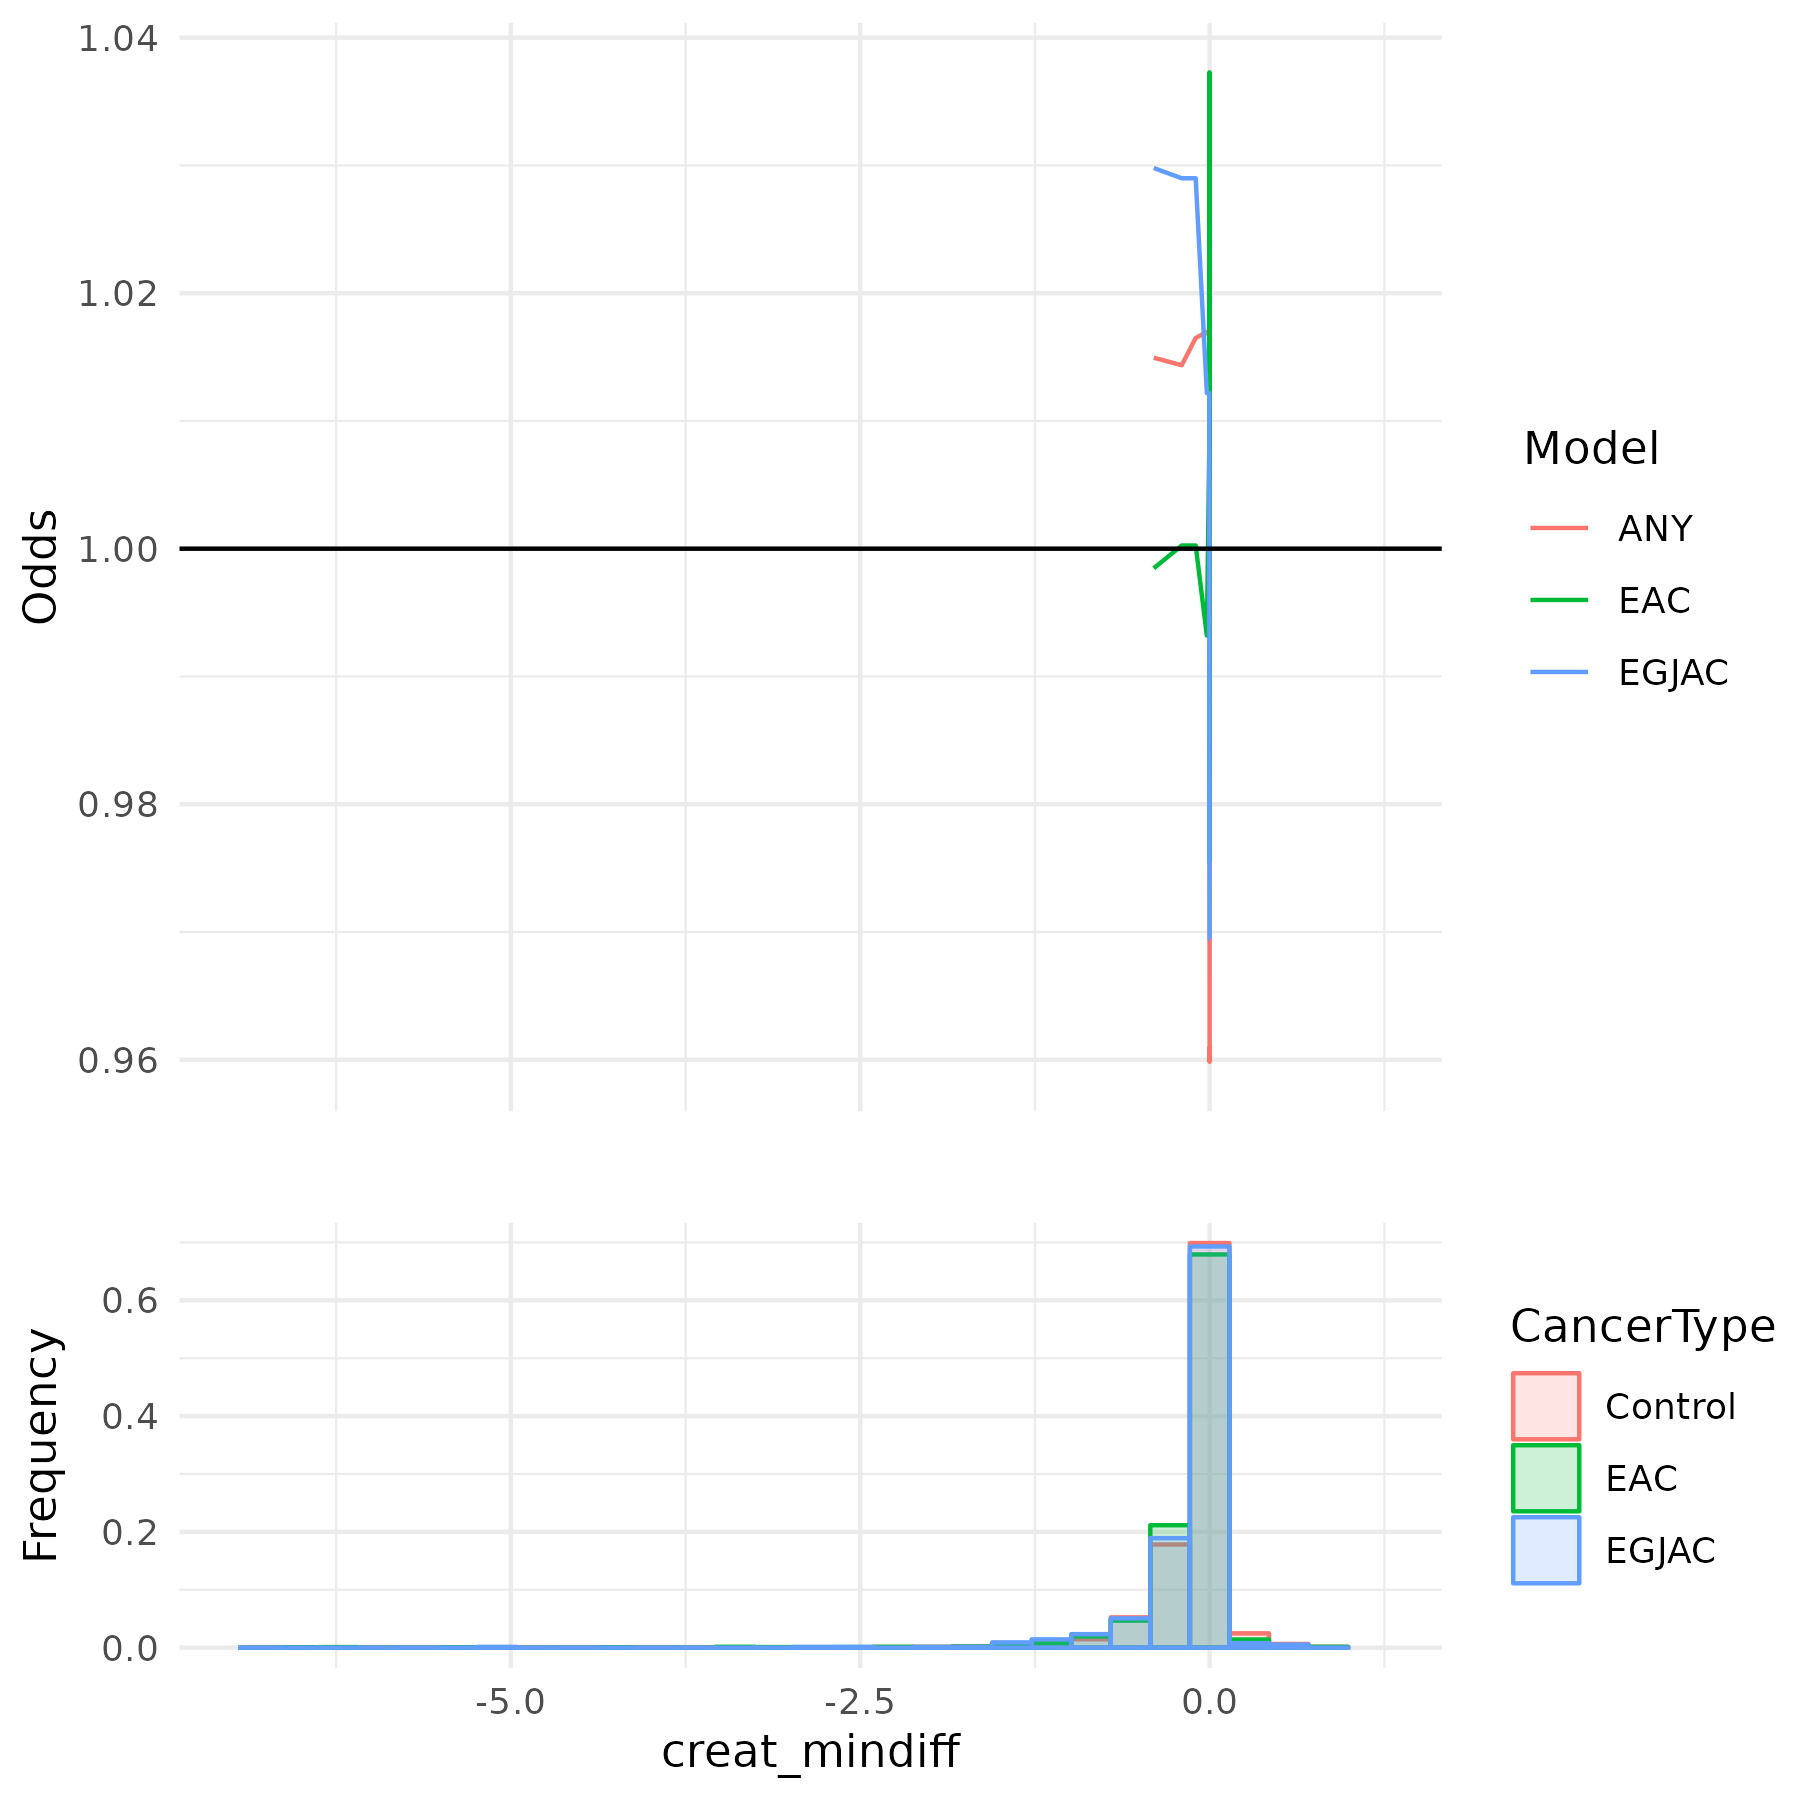 1.04
1.02
1.00
0.98
0.96
Odds
Model
ANY
EAC
EGJAC
0.6
0.4
0.2
0.0
Frequency
-5.0 -2.5 0.0
creat_mindiff
CancerType
Control
EAC
EGJAC